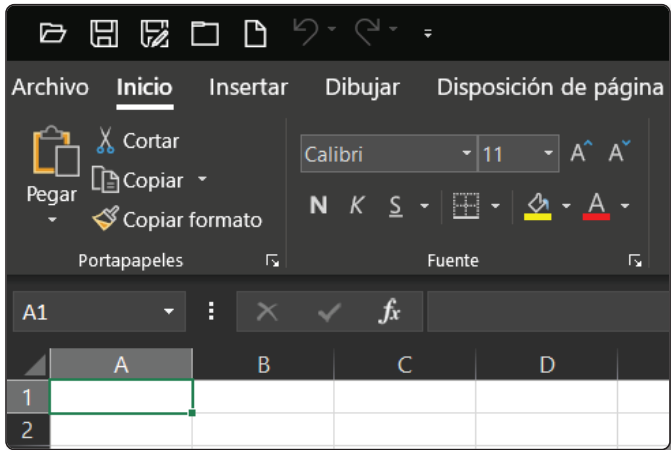 Archivo Inicio Insertar Dibujar Disposición de página
Cortar
Calibri 11 A A
Copiar
Pegar
N K S A
Copiar formato
Portapapeles Fuente
A1 fx
A B C D
1
2